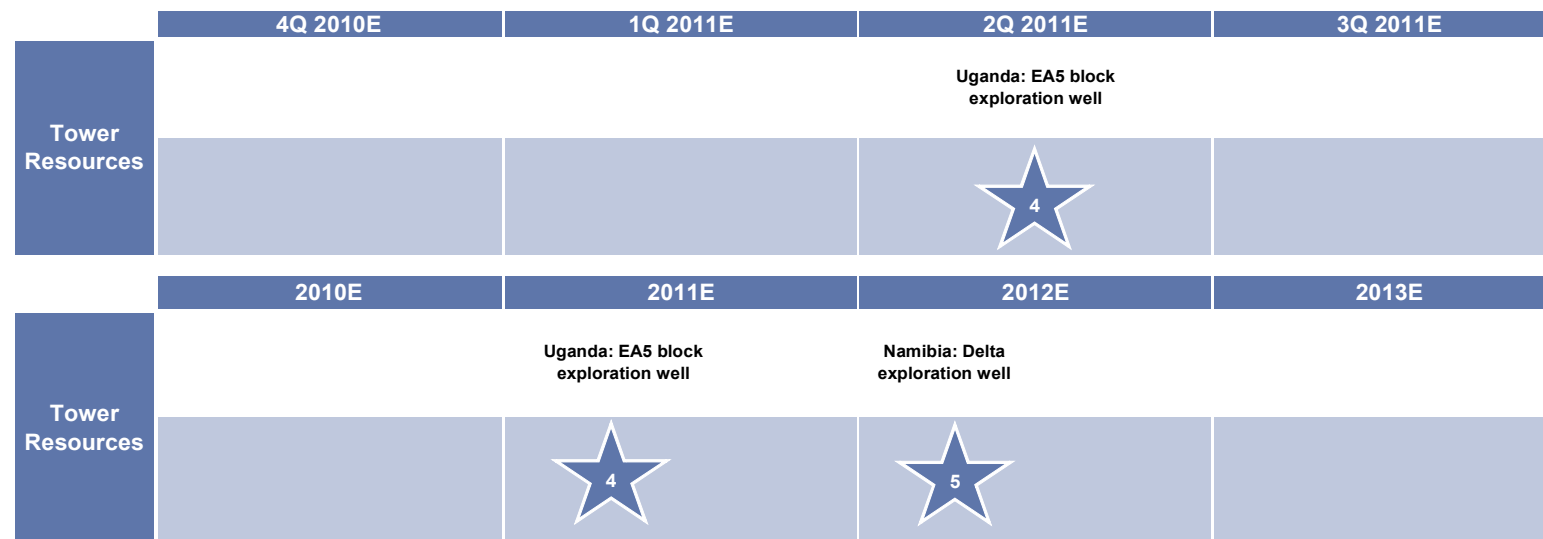 4Q 2010E
1Q 2011E
2Q 2011E
3Q 2011E
Tower
Resources
Uganda: EA5 block
exploration well
4
2010E
2011E
2012E
2013E
Tower
Resources
Uganda: EA5 block
exploration well
Namibia: Delta
exploration well
4
5